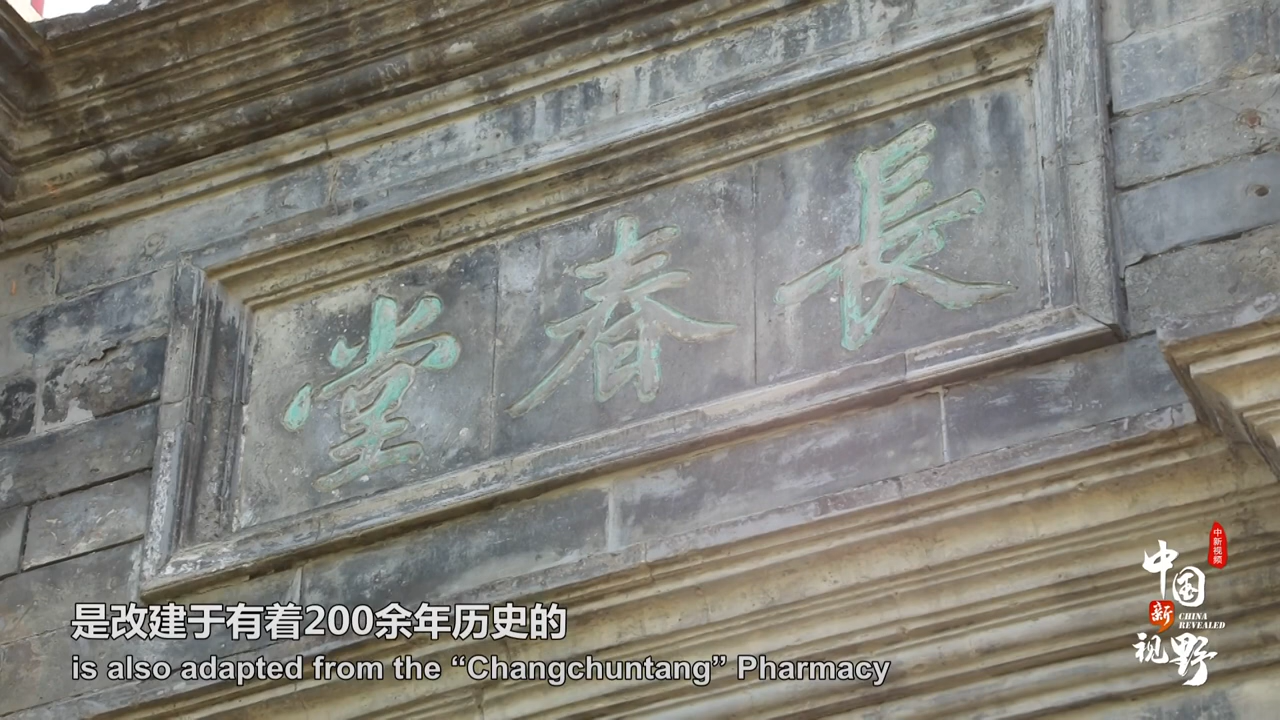 長春堂
是改建于有着200余年历史的
is also adapted from the “Changchuntang” Pharmacy
中新视频
中国
新
CHINA
REVEALED
视野